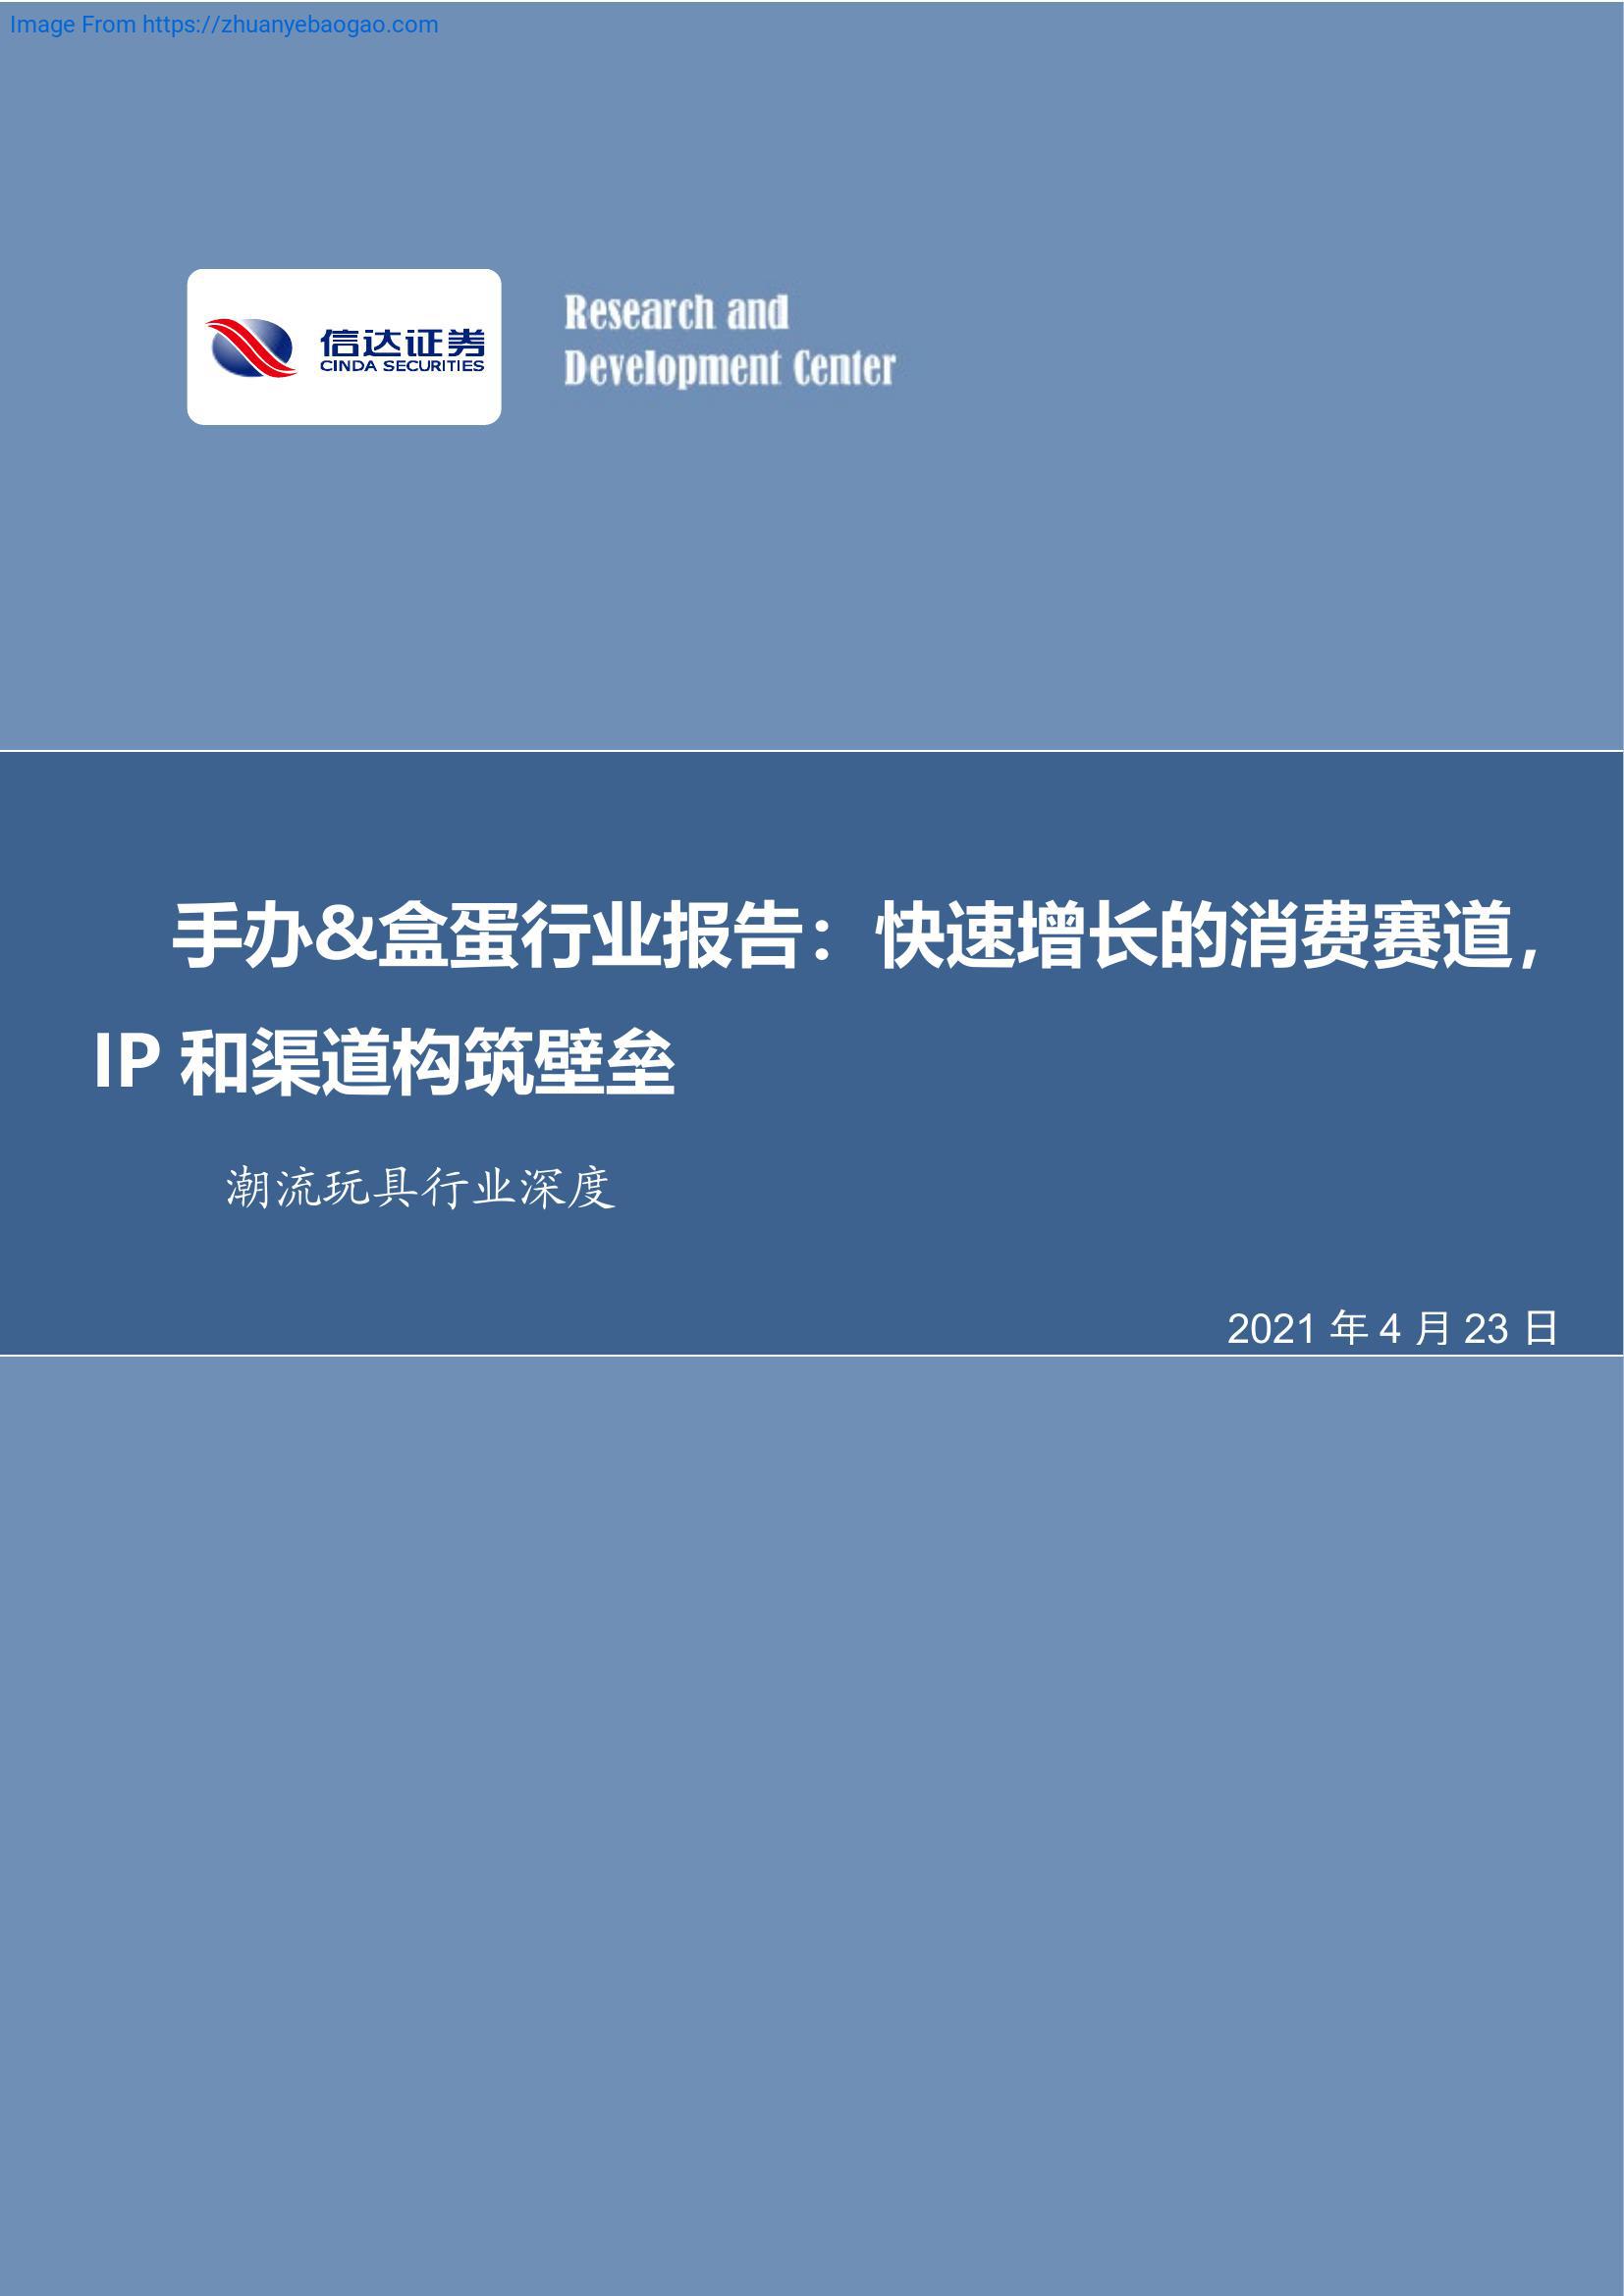 Image From https://zhuanyebaogao.com
信达证券
CINDA SECURITIES
Research and
Development Center
手办&盒蛋行业报告：快速增长的消费赛道，
IP 和渠道构筑壁垒
潮流玩具行业深度
2021 年 4 月 23 日